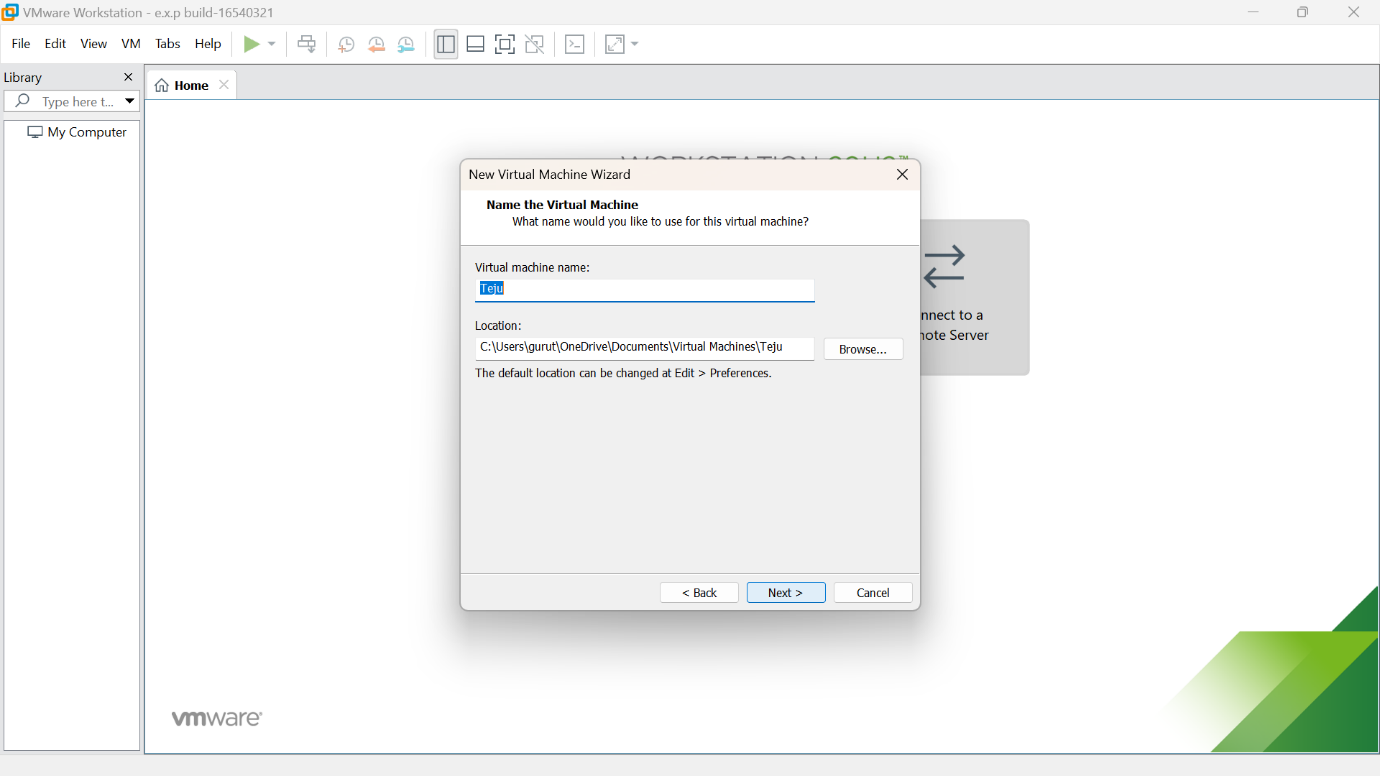 VMware Workstation - e.x.p build-16540321
File Edit View VM Tabs Help
Library
Type here t...
My Computer
Home
New Virtual Machine Wizard
Name the Virtual Machine
What name would you like to use for this virtual machine?
Virtual machine name:
Teju
Location:
C:\Users\gurut\OneDrive\Documents\Virtual Machines\Teju
Browse...
The default location can be changed at Edit > Preferences.
nnect to a
note Server
< Back
Next >
Cancel
vmware